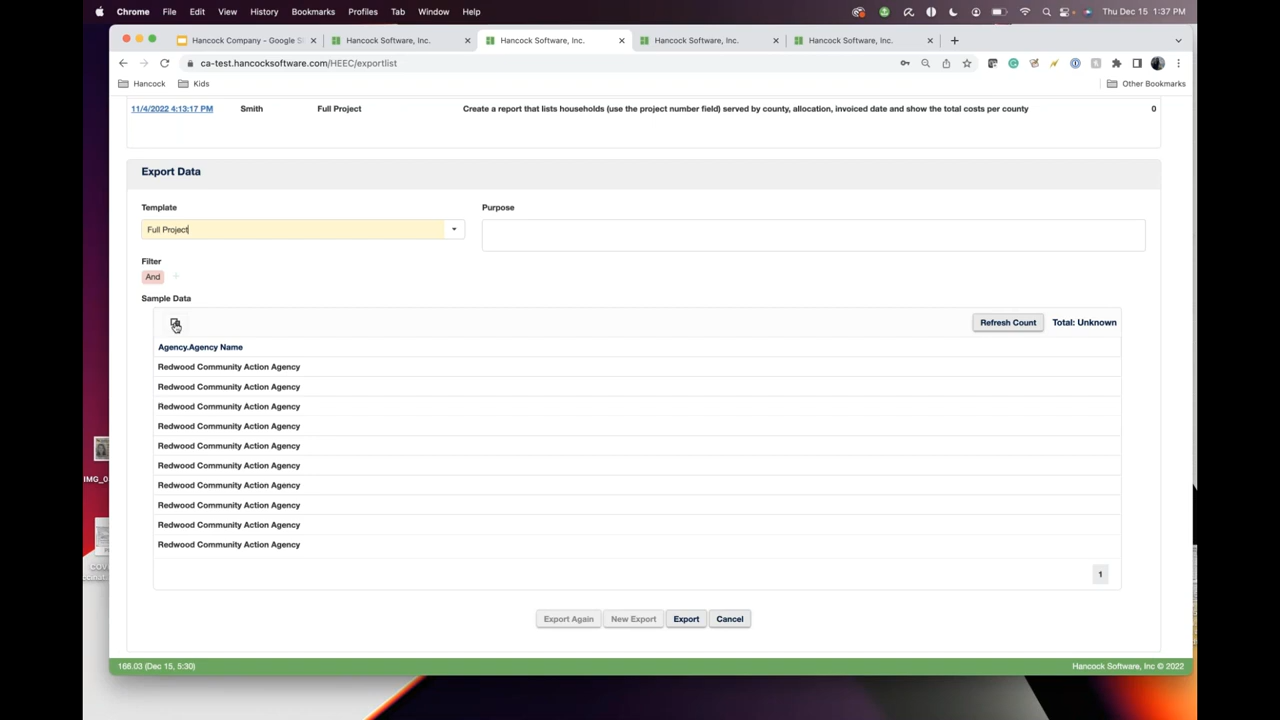 Chrome File Edit View History Bookmarks Profiles Tab Window Help Thu Dec 15 1:37 PM
Hancock Company - Google Hancock Software, Inc. Hancock Software, Inc. Hancock Software, Inc. Hancock Software, Inc.
ca-test.hancocksoftware.com/HEEC/exportlist
Hancock Kids Other Bookmarks
11/4/2022 4:13:17 PM Smith Full Project Create a report that lists households (use the project number field) served by county, allocation, invoiced date and show the total costs per county 0
Export Data
Template Purpose
Full Project
Filter
And +
Sample Data
Refresh Count Total: Unknown
Agency.Agency Name
Redwood Community Action Agency
Redwood Community Action Agency
Redwood Community Action Agency
Redwood Community Action Agency
Redwood Community Action Agency
Redwood Community Action Agency
Redwood Community Action Agency
Redwood Community Action Agency
Redwood Community Action Agency
Redwood Community Action Agency
IMG_0
1
Export Again New Export Export Cancel
166.03 (Dec 15, 5:30) Hancock Software, Inc © 2022